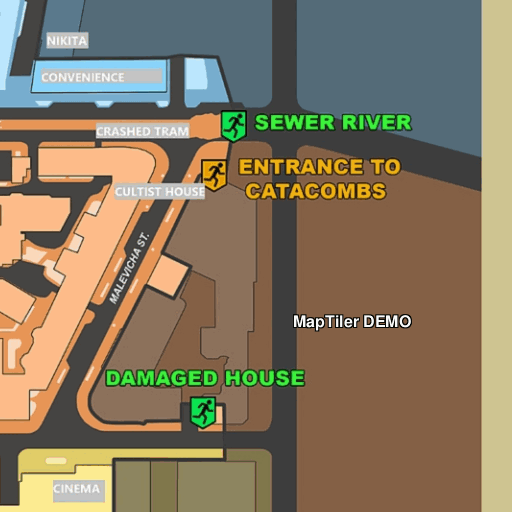 NIKITA
CONVENIENCE
SEWER RIVER
CRASHED TRAM
ENTRANCE TO
CATACOMBS
CULTIST HOUSE
MALEVICHA ST.
MapTiler DEMO
DAMAGED HOUSE
CINEMA